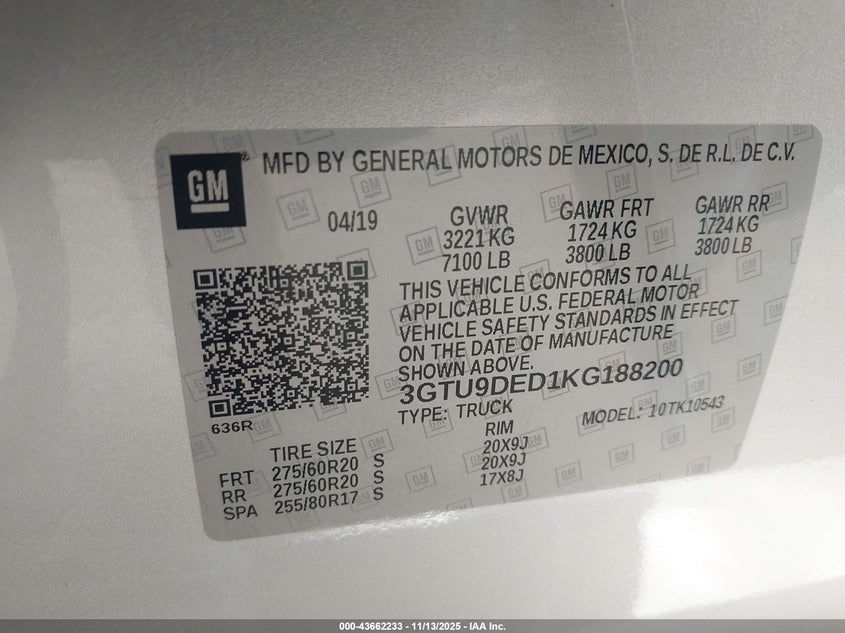 GM
® MFD BY GENERAL MOTORS DE MEXICO, S. DE R.L. DE C.V.
04/19
GVWR GAWR FRT GAWR RR
3221 KG 1724 KG 1724 KG
7100 LB 3800 LB 3800 LB
THIS VEHICLE CONFORMS TO ALL
APPLICABLE U.S. FEDERAL MOTOR
VEHICLE SAFETY STANDARDS IN EFFECT
ON THE DATE OF MANUFACTURE
SHOWN ABOVE.
3GTU9DED1KG188200
TYPE: TRUCK MODEL: 10TK10543
636R
TIRE SIZE RIM
FRT 275/60R20 S 20X9J
RR 275/60R20 S 20X9J
SPA 255/80R17 S 17X8J
000-43662233 - 11/13/2025 - IAA Inc.